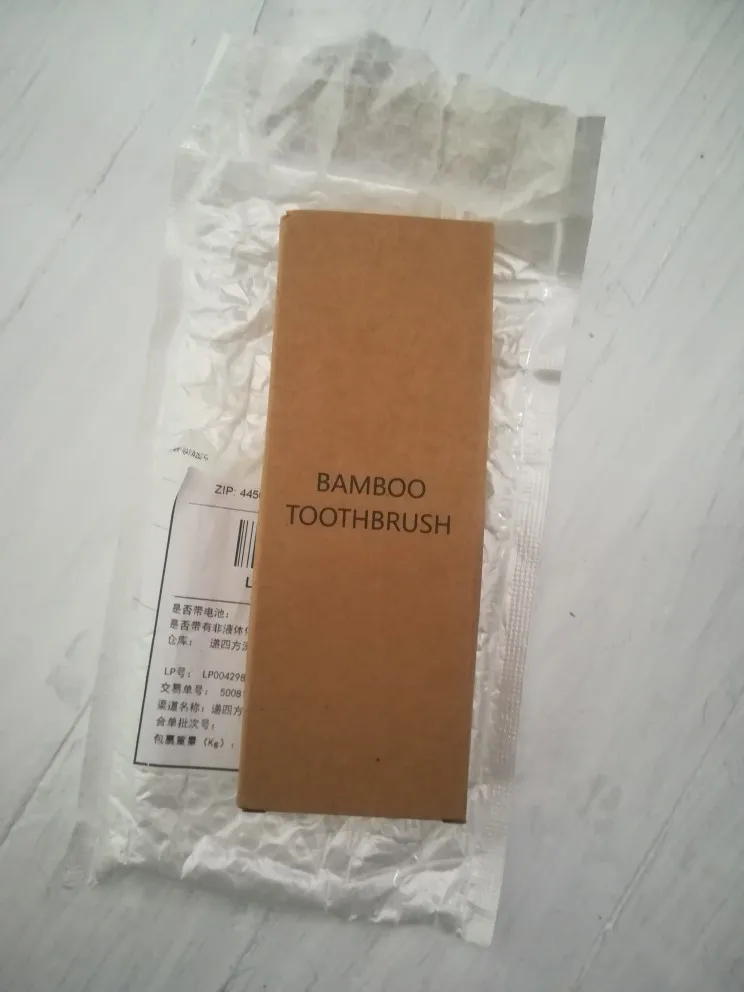 BAMBOO
TOOTHBRUSH
ZIP: 445
L
是否带电池：
是否带有非液体
仓库： 递四方
LP号： LP004298
交易单号： 5008
渠道名称：递四方
合单批次号：
包裹重量（Kg）：